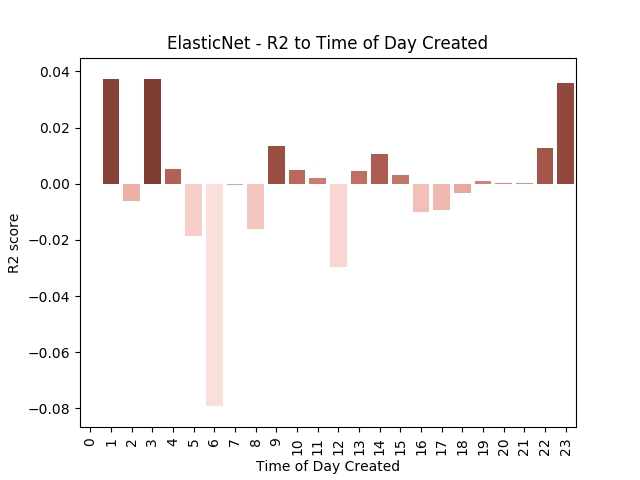 ElasticNet - R2 to Time of Day Created
R2 score
0.04
0.02
0.00
−0.02
−0.04
−0.06
−0.08
0 1 2 3 4 5 6 7 8 9 10 11 12 13 14 15 16 17 18 19 20 21 22 23
Time of Day Created